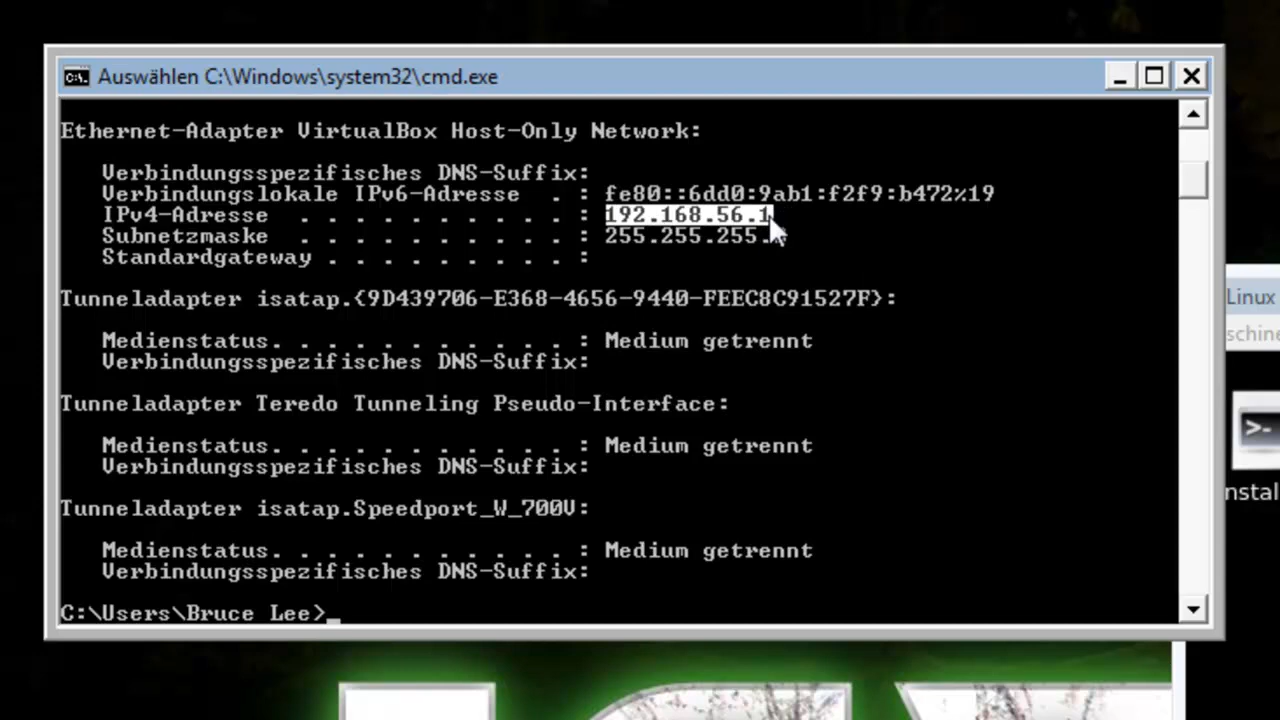 Auswählen C:\Windows\system32\cmd.exe
Ethernet-Adapter VirtualBox Host-Only Network:
Verbindungsspezifisches DNS-Suffix:
Verbindungslokale IPv6-Adresse . : fe80::6dd0:9ab1:f2f9:b472%19
IPv4-Adresse . . . . . . . . . . : 192.168.56.1
Subnetzmaske . . . . . . . . . . : 255.255.255.
Standardgateway . . . . . . . . . :
Tunneladapter isatap.{9D439706-E368-4656-9440-FEEC8C91527F}:
Medienstatus. . . . . . . . . . . : Medium getrennt
Verbindungsspezifisches DNS-Suffix:
Tunneladapter Teredo Tunneling Pseudo-Interface:
Medienstatus. . . . . . . . . . . : Medium getrennt
Verbindungsspezifisches DNS-Suffix:
Tunneladapter isatap.Speedport_W_700V:
Medienstatus. . . . . . . . . . . : Medium getrennt
Verbindungsspezifisches DNS-Suffix:
C:\Users\Bruce Lee>_
Linux
schine
>-
nstal